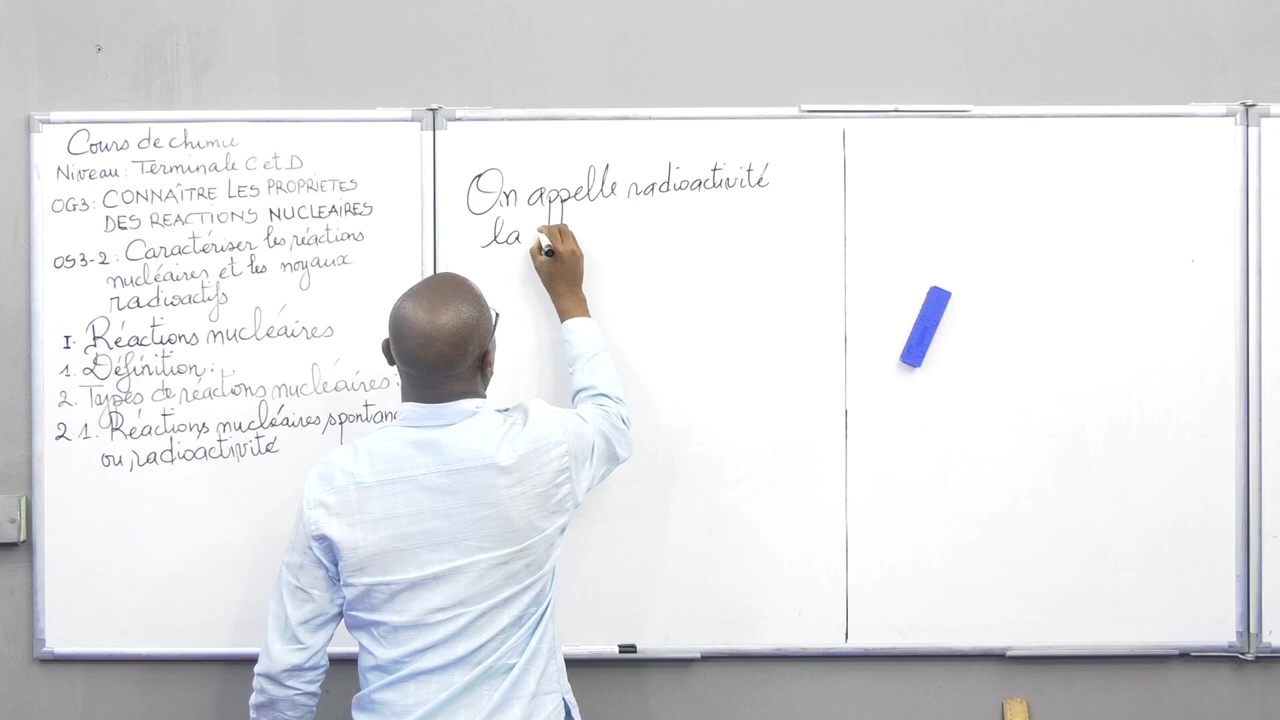 Cours de chimie
Niveau : Terminale C et D
OG3 : CONNAÎTRE LES PROPRIETES
DES REACTIONS NUCLEAIRES
OS3-2 : Caractériser les réactions
nucléaires et les noyaux
radioactifs
I. Réactions nucléaires
1. Définition :
2. Types de réactions nucléaires :
2.1. Réactions nucléaires spontan
ou radioactivité
On appelle radioactivité
la